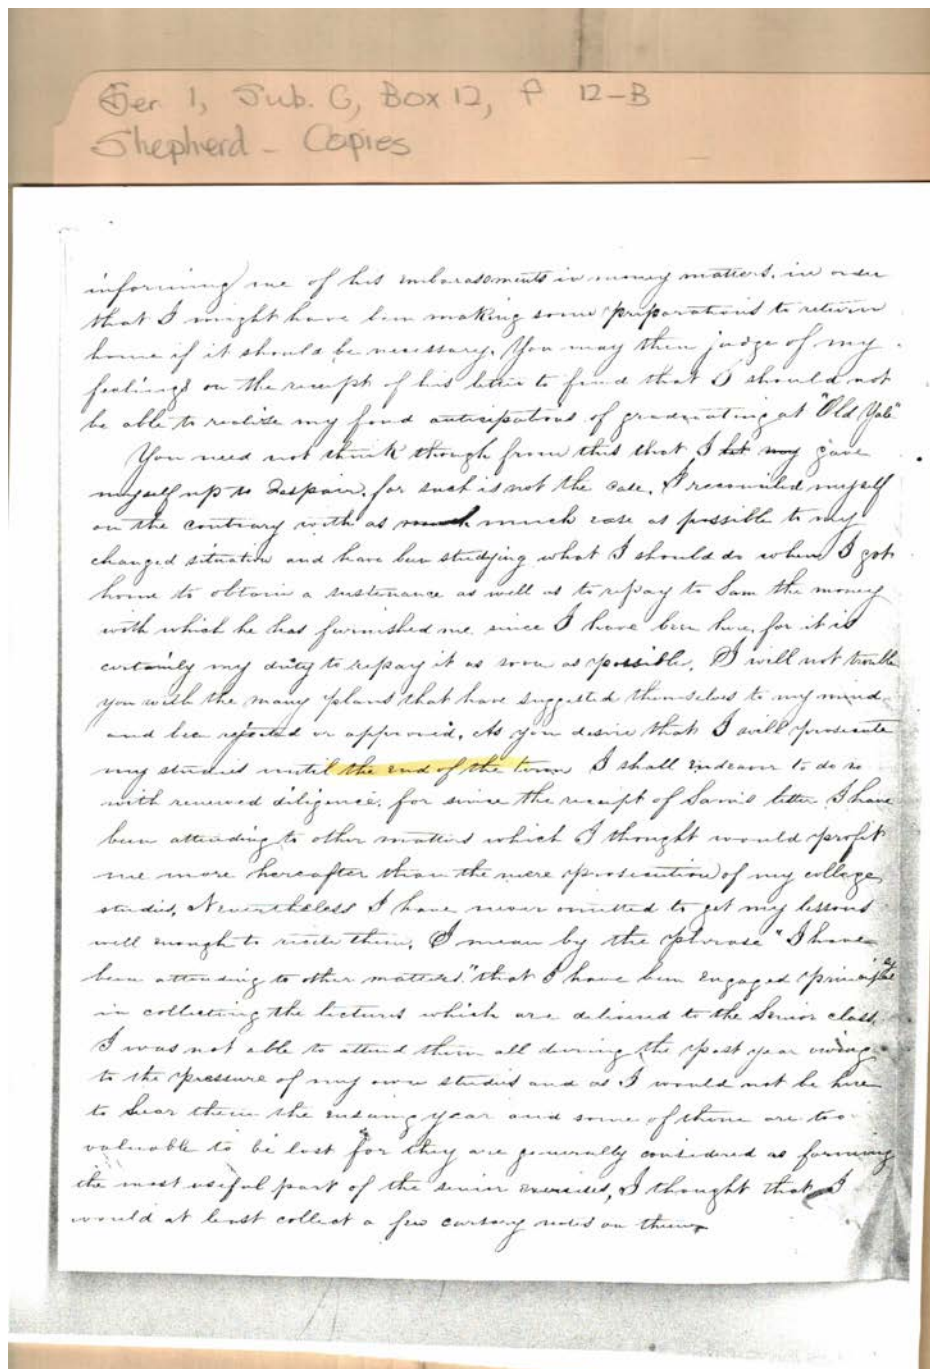 Ser 1, Sub. G, Box 12, f 12-B
Shepherd - Copies
informing me of his embarassments in money matters, in order
that I might have been making some preparations to return
home if it should be necessary. You may then judge of my
feelings on the receipt of his letter to find that I should not
be able to realize my fond anticipations of graduating at "Old Yale"
You need not think though from this that I let my gave
myself up to Despair, for such is not the case. I reconciled myself
on the contrary with as much much ease as possible to my
changed situation and have been studying what I should do when I got
home to obtain a sustenance as well as to repay to Sam the money
with which he has furnished me since I have been here, for it is
certainly my duty to repay it as soon as possible. I will not trouble
you with the many plans that have suggested themselves to my mind
and been rejected or approved. As you desire that I will prosecute
my studies until the end of the term I shall endeavor to do so
with renewed diligence, for since the receipt of Sam's letter I have
been attending to other matters which I thought would profit
me more hereafter than the mere prosecution of my college
studies, Nevertheless I have never omitted to get my lessons
well enough to recite them. I mean by the phrase "I have
been attending to other matters" that I have been engaged principally
in collecting the lectures which are delivered to the Senior class.
I was not able to attend them all during the past year owing
to the pressure of my own studies and as I would not be here
to hear them the ensuing year and some of them are too
valuable to be lost for they are generally considered as forming
the most useful part of the senior exercises, I thought that I
would at least collect a few cursory notes on them.